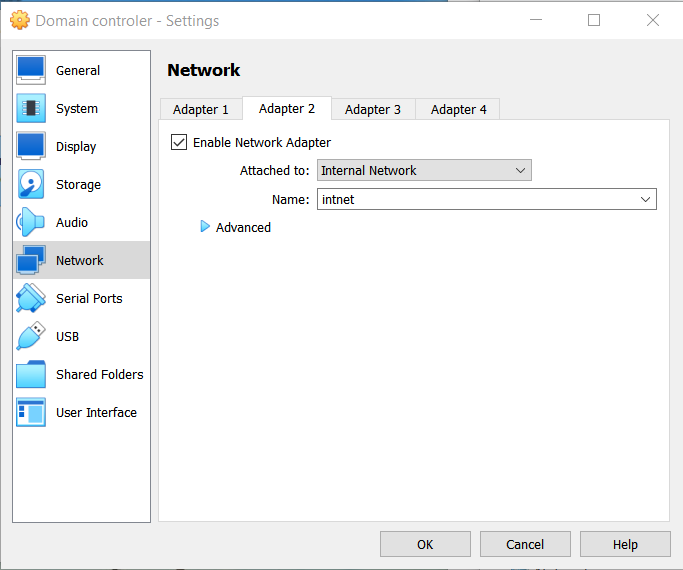 Domain controler - Settings
General
System
Display
Storage
Audio
Network
Serial Ports
USB
Shared Folders
User Interface
Network
Adapter 1 Adapter 2 Adapter 3 Adapter 4
Enable Network Adapter
Attached to: Internal Network
Name: intnet
Advanced
OK Cancel Help